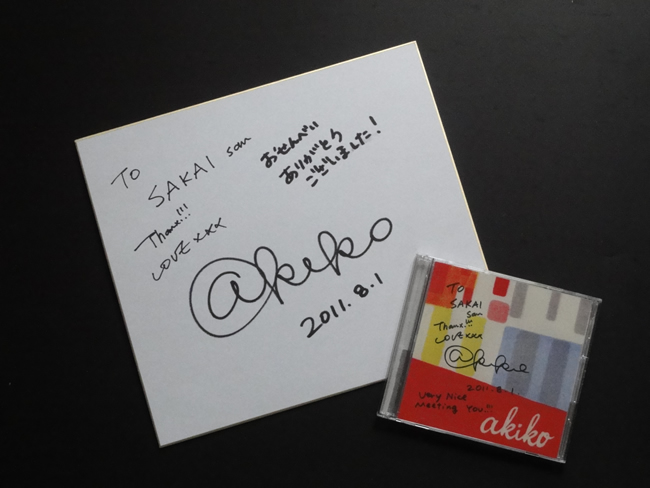 TO
SAKAI san
Thanx!!!
LOVE xxx
おせんべい
ありがとう
ございました!
@kiko
2011.8.1
TO
SAKAI
san
Thanx!!!
LOVE xxx
@kiko
2011.8.1.
Very Nice
Meeting You!!
akiko